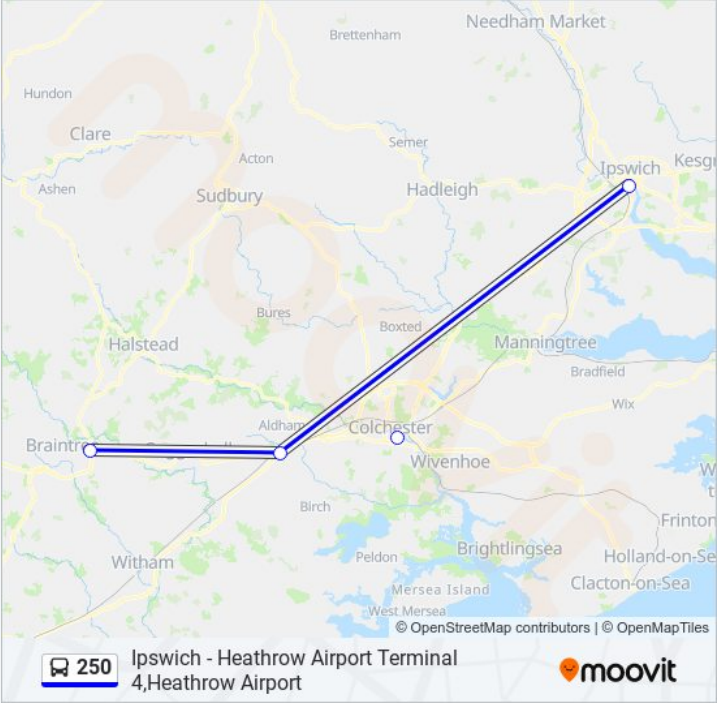 Needham Market
Brettenham
Hundon
Clare
Semer
Acton
Ipswich
Kesgr
Ashen
Sudbury
Hadleigh
Bures
Boxted
Halstead
Manningtree
Bradfield
Wix
Aldham
Colchester
Braintr
Wivenhoe
Birch
Frinton
Peldon
Brightlingsea
Holland-on-Se
Witham
Clacton-on-Sea
Mersea Island
West Mersea
© OpenStreetMap contributors | © OpenMapTiles
250
Ipswich - Heathrow Airport Terminal
4,Heathrow Airport
moovit